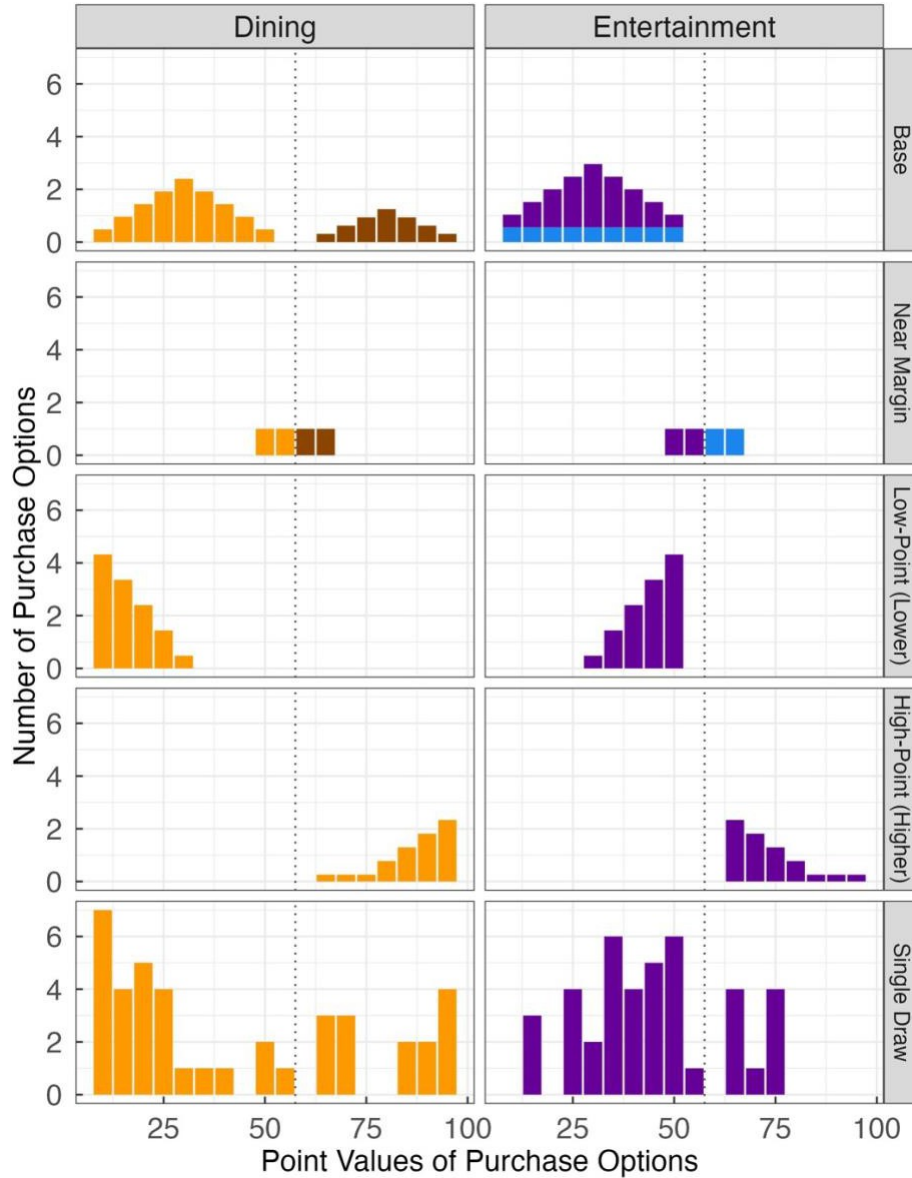 Dining Entertainment
6
4
2
0
Base
6
4
2
0
Near Margin
6
4
2
0
Low-Point (Lower)
6
4
2
0
High-Point (Higher)
6
4
2
0
Single Draw
Number of Purchase Options
25 50 75 100 25 50 75 100
Point Values of Purchase Options